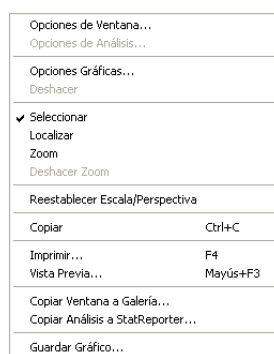 Opciones de Ventana...
Opciones de Análisis...
Opciones Gráficas...
Deshacer
Seleccionar
Localizar
Zoom
Deshacer Zoom
Reestablecer Escala/Perspectiva
Copiar Ctrl+C
Imprimir... F4
Vista Previa... Mayús+F3
Copiar Ventana a Galería...
Copiar Análisis a StatReporter...
Guardar Gráfico...